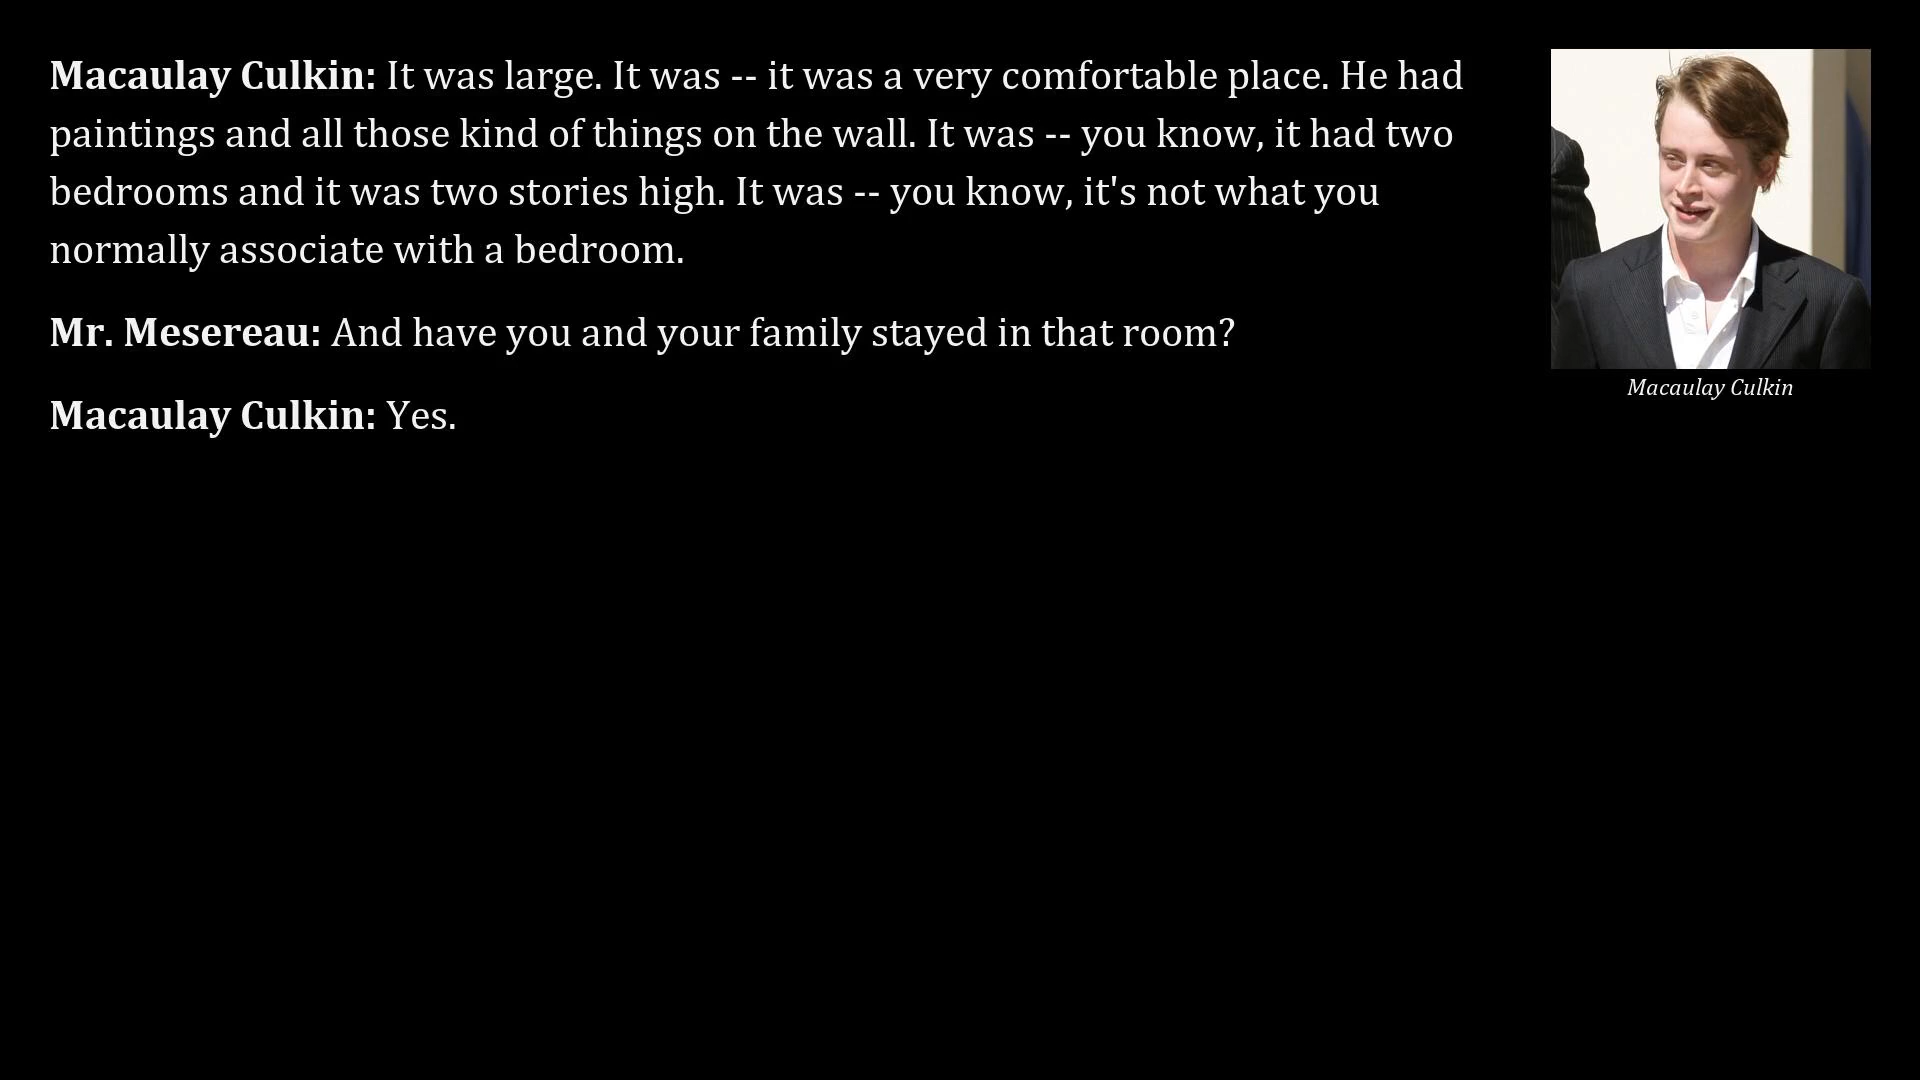 Macaulay Culkin: It was large. It was -- it was a very comfortable place. He had
paintings and all those kind of things on the wall. It was -- you know, it had two
bedrooms and it was two stories high. It was -- you know, it's not what you
normally associate with a bedroom.
Mr. Mesereau: And have you and your family stayed in that room?
Macaulay Culkin: Yes.
Macaulay Culkin